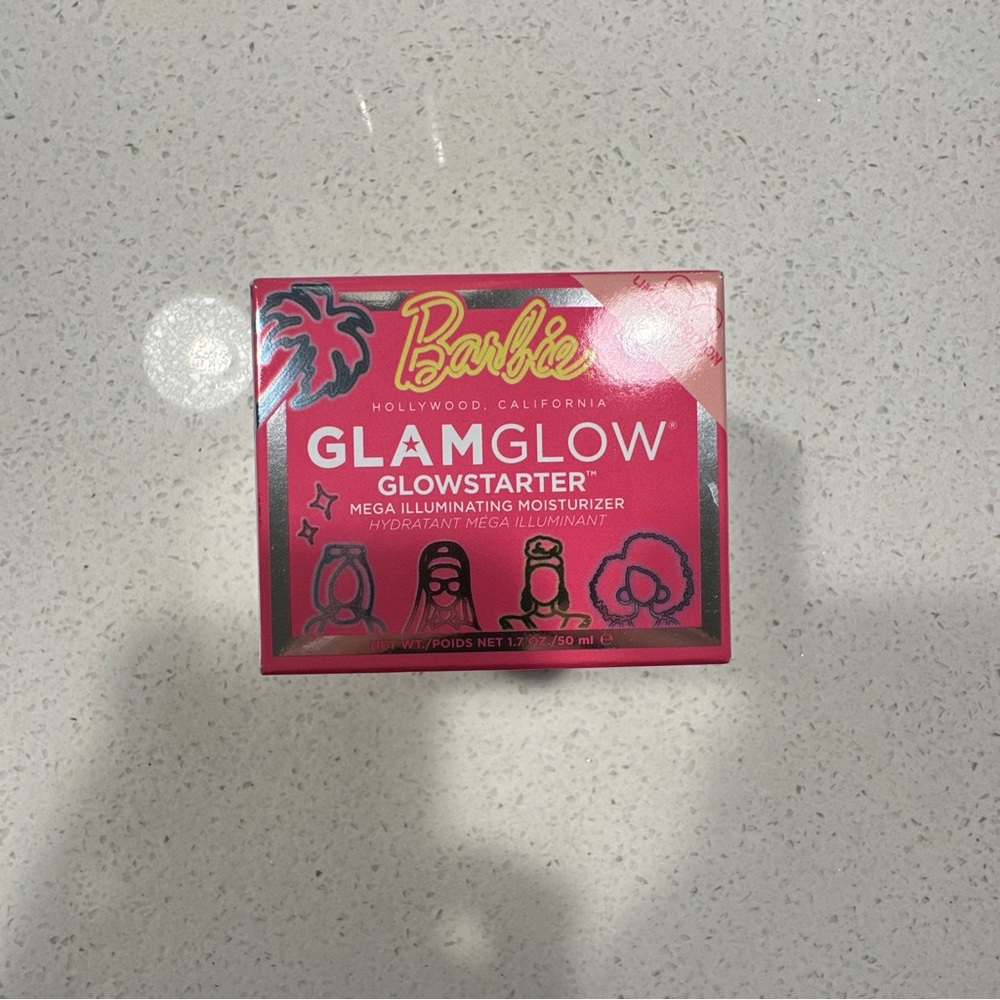 Barbie
HOLLYWOOD, CALIFORNIA
GLAMGLOW®
GLOWSTARTER™
MEGA ILLUMINATING MOISTURIZER
HYDRATANT MÉGA ILLUMINANT
NET WT./POIDS NET 1.7 OZ./50 ml ℮